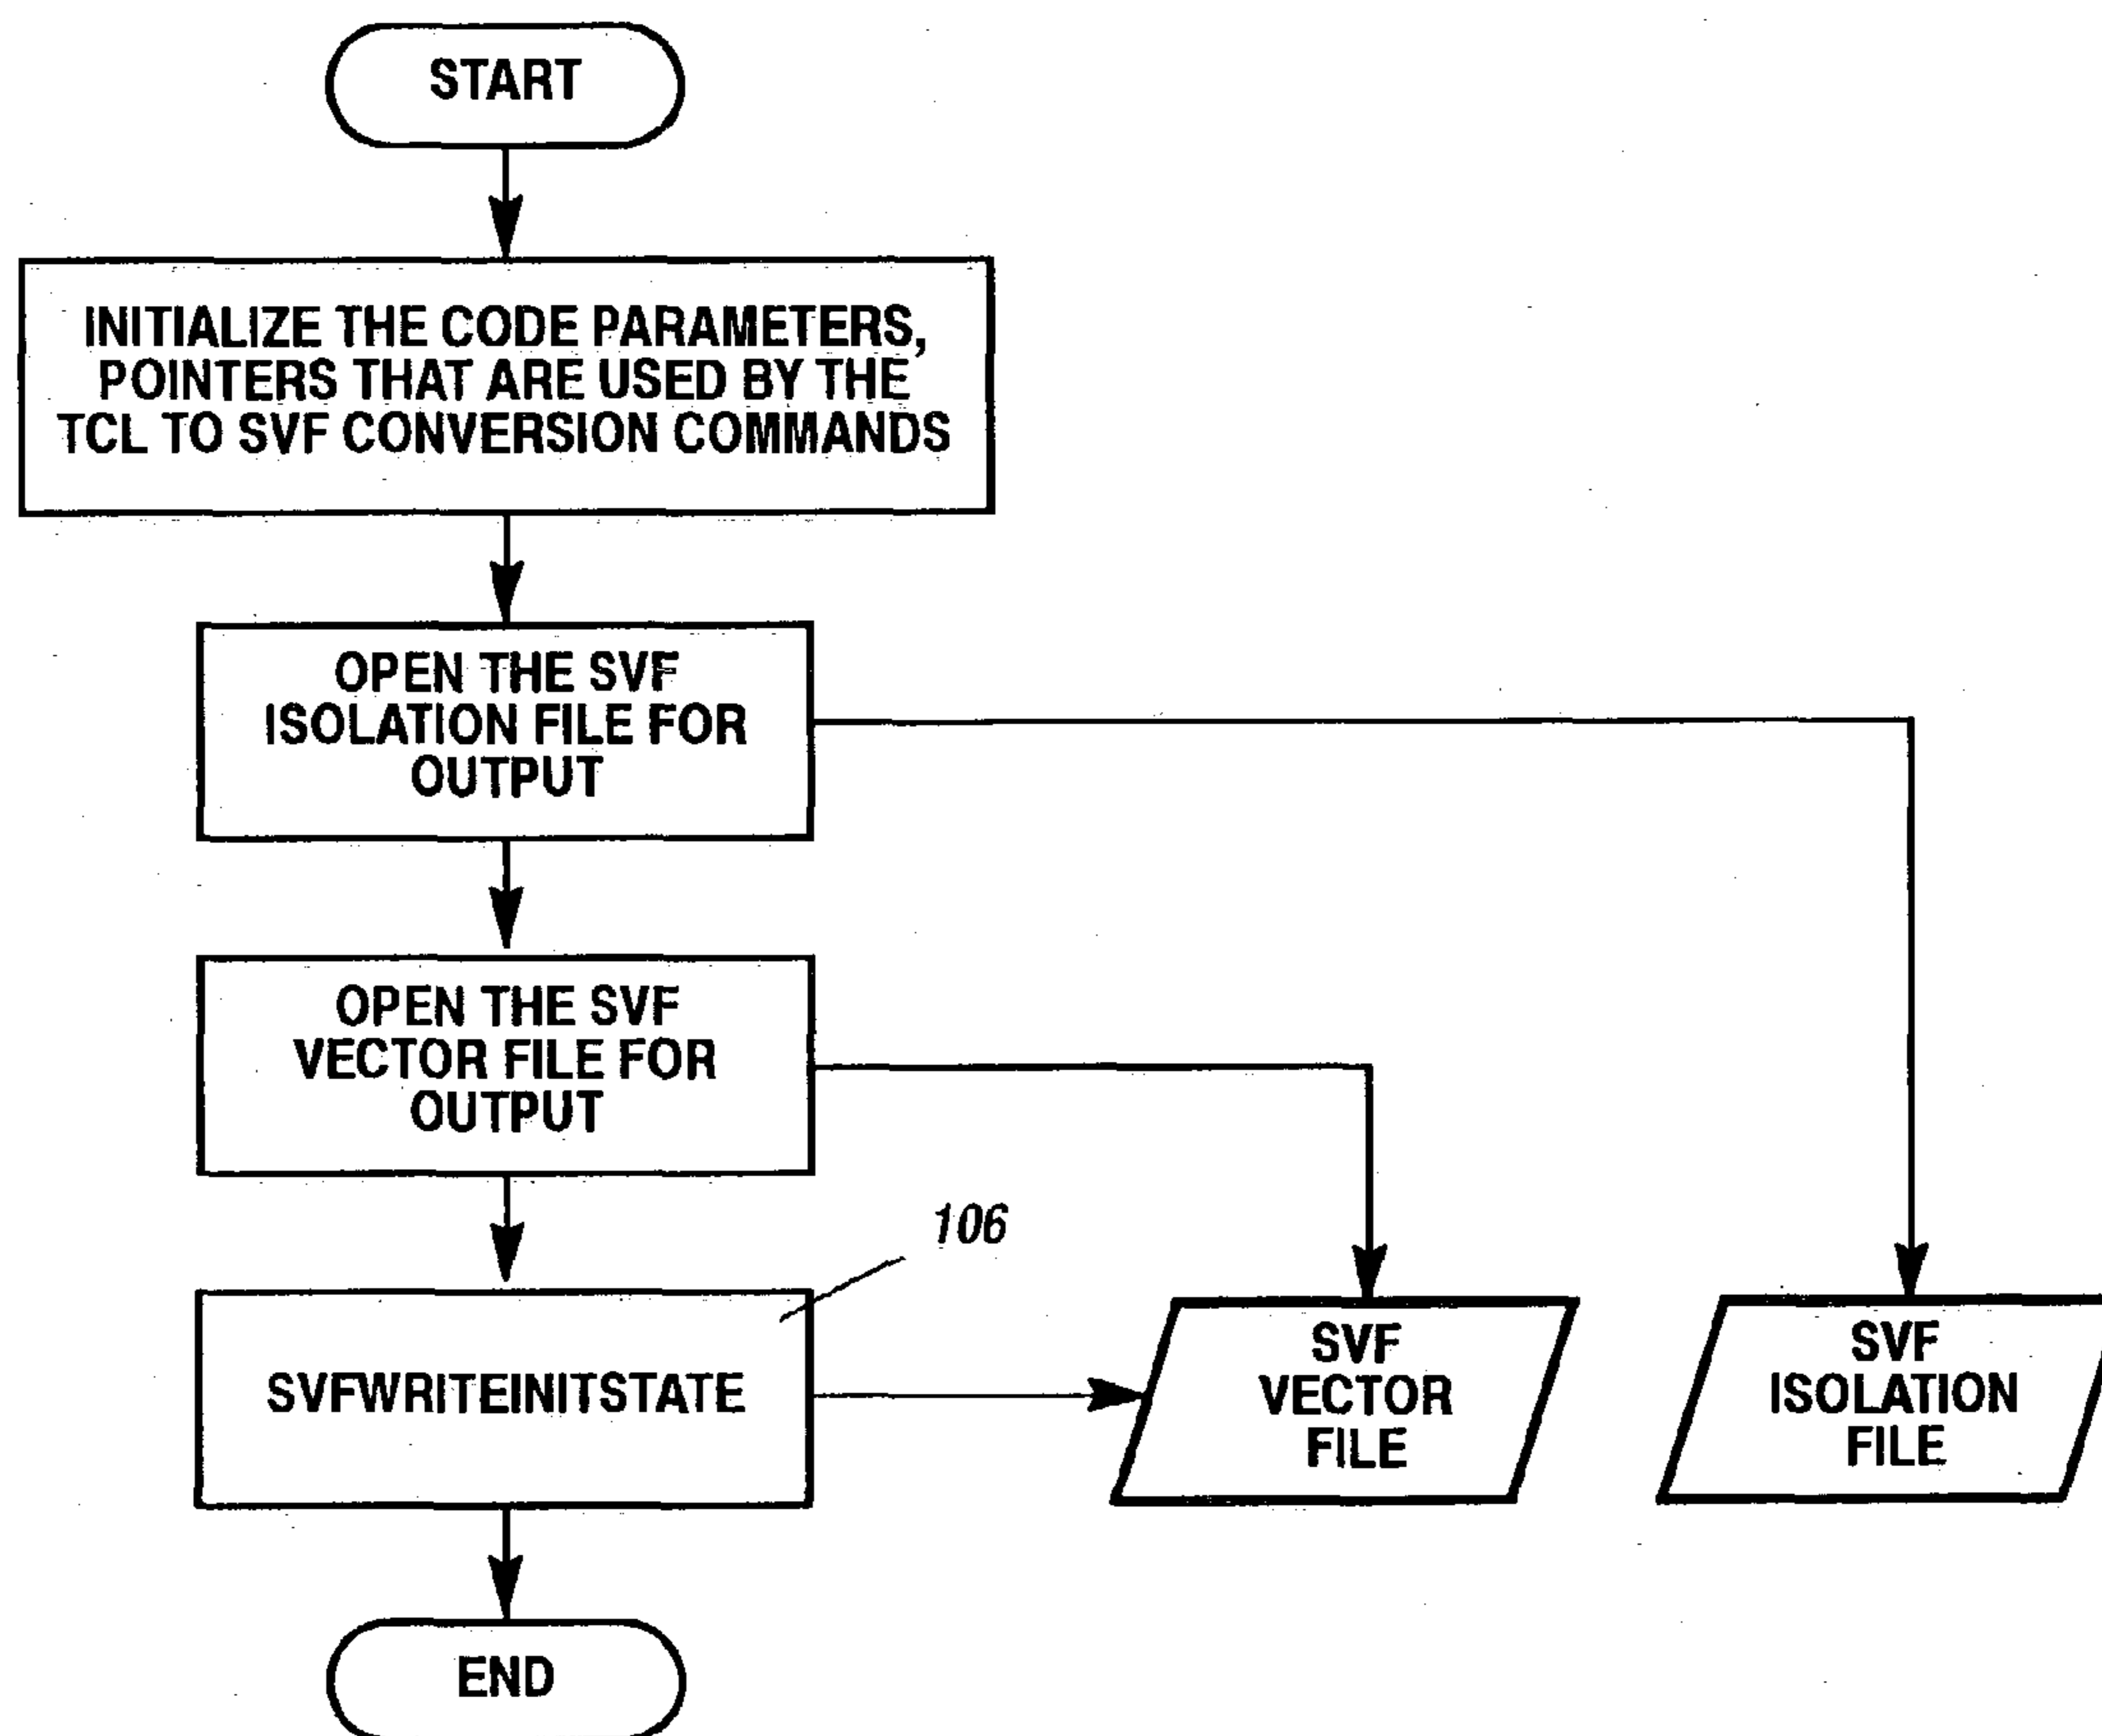 START
INITIALIZE THE CODE PARAMETERS,
POINTERS THAT ARE USED BY THE
TCL TO SVF CONVERSION COMMANDS
OPEN THE SVF
ISOLATION FILE FOR
OUTPUT
OPEN THE SVF
VECTOR FILE FOR
OUTPUT
106
SVFWRITEINITSTATE
SVF
VECTOR
FILE
SVF
ISOLATION
FILE
END